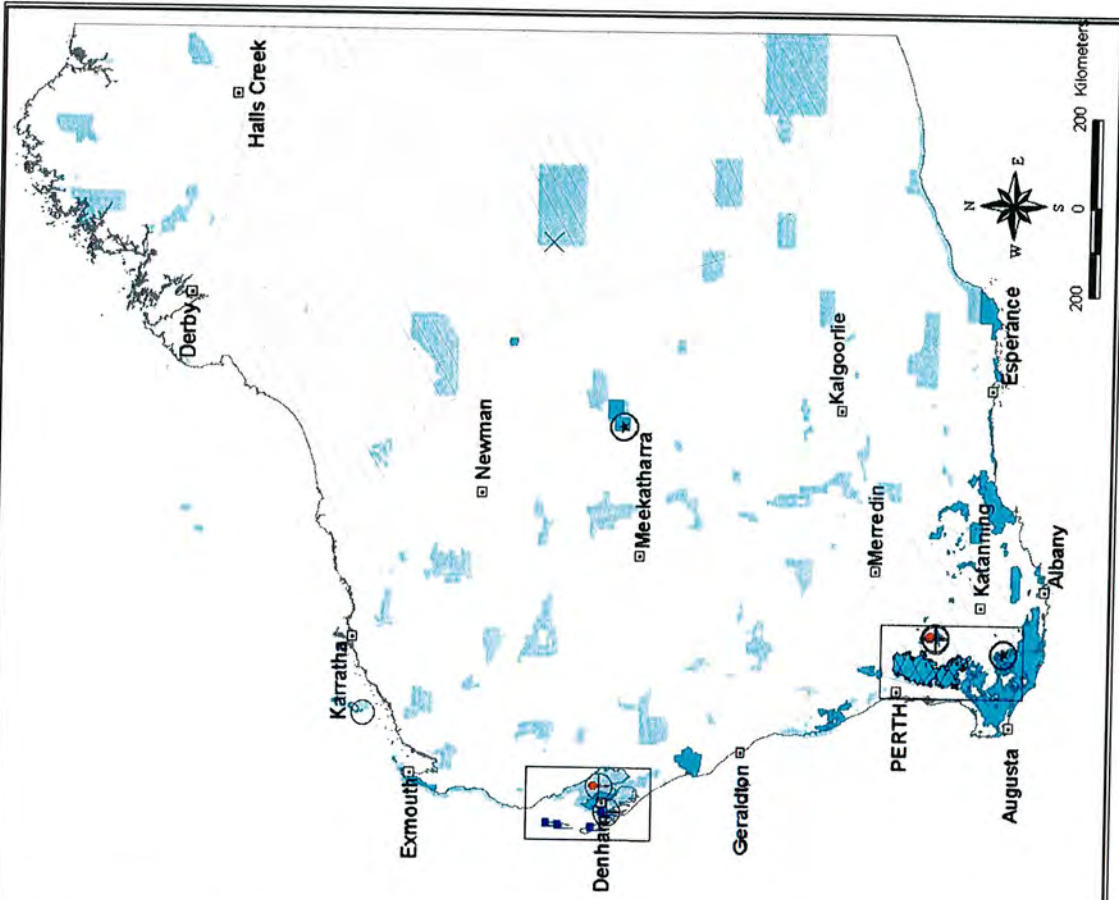 Halls Creek
Derby
Karratha
Newman
Exmouth
Meekatharra
Denham
Kalgoorlie
Geraldton
Merredin
PERTH
Katanning
Esperance
Augusta
Albany
N
E
W
S
200 0 200 Kilometers